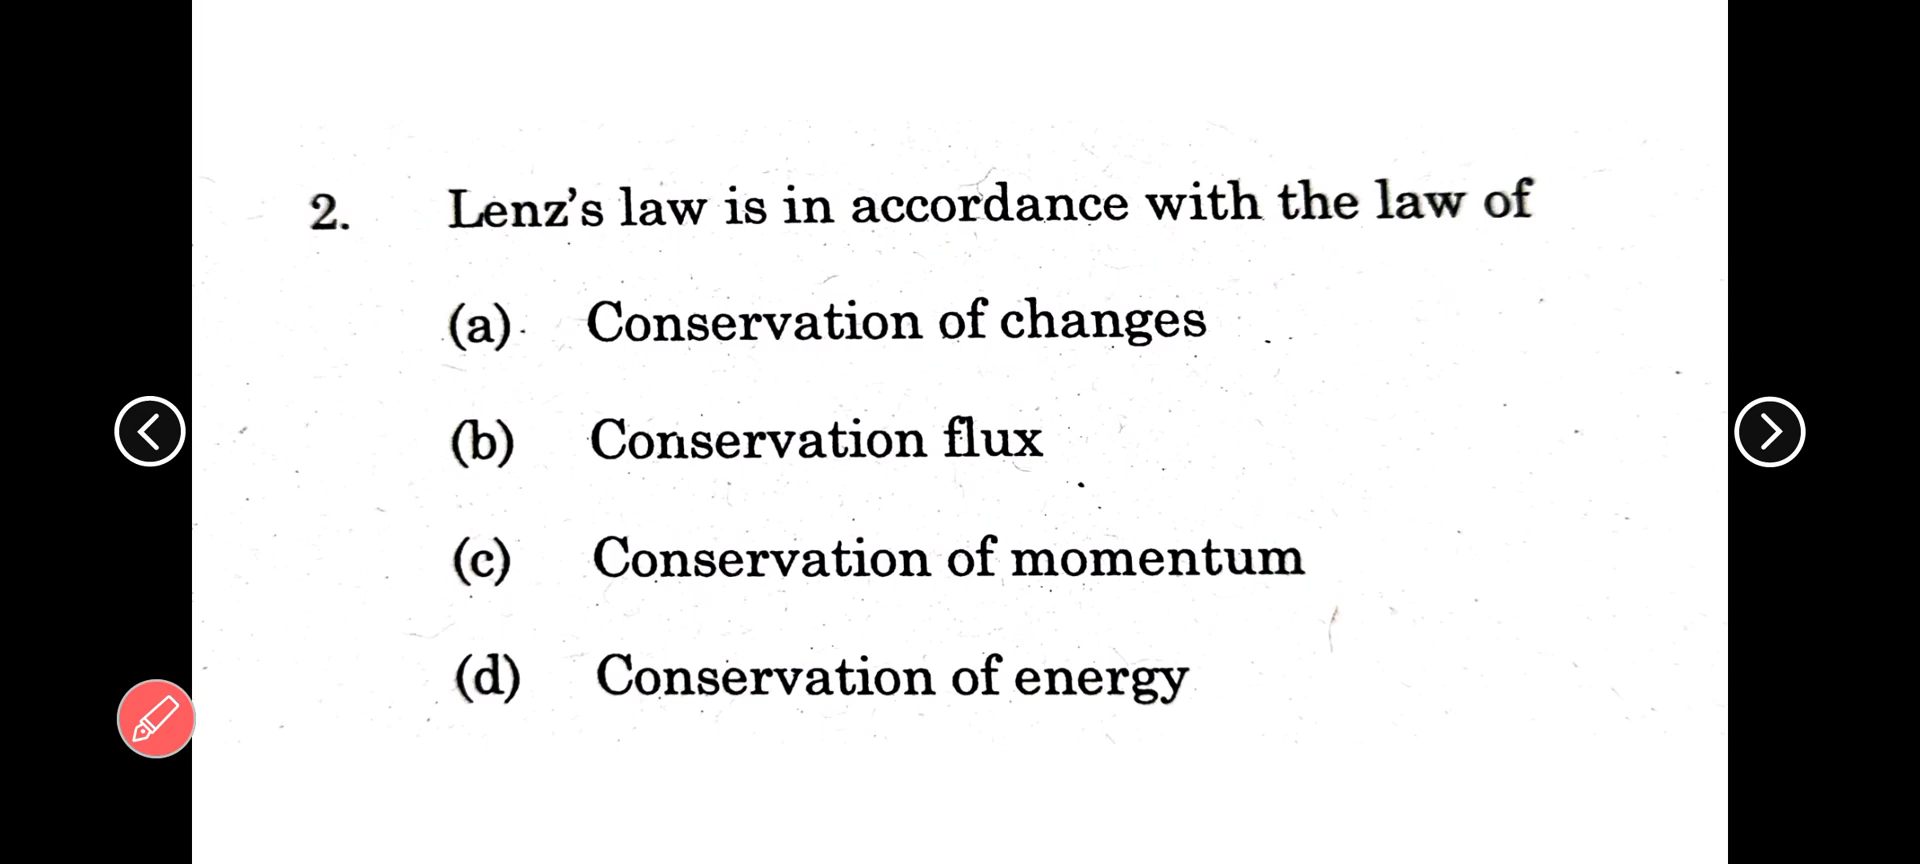 2. Lenz's law is in accordance with the law of
(a) Conservation of changes
(b) Conservation flux
(c) Conservation of momentum
(d) Conservation of energy